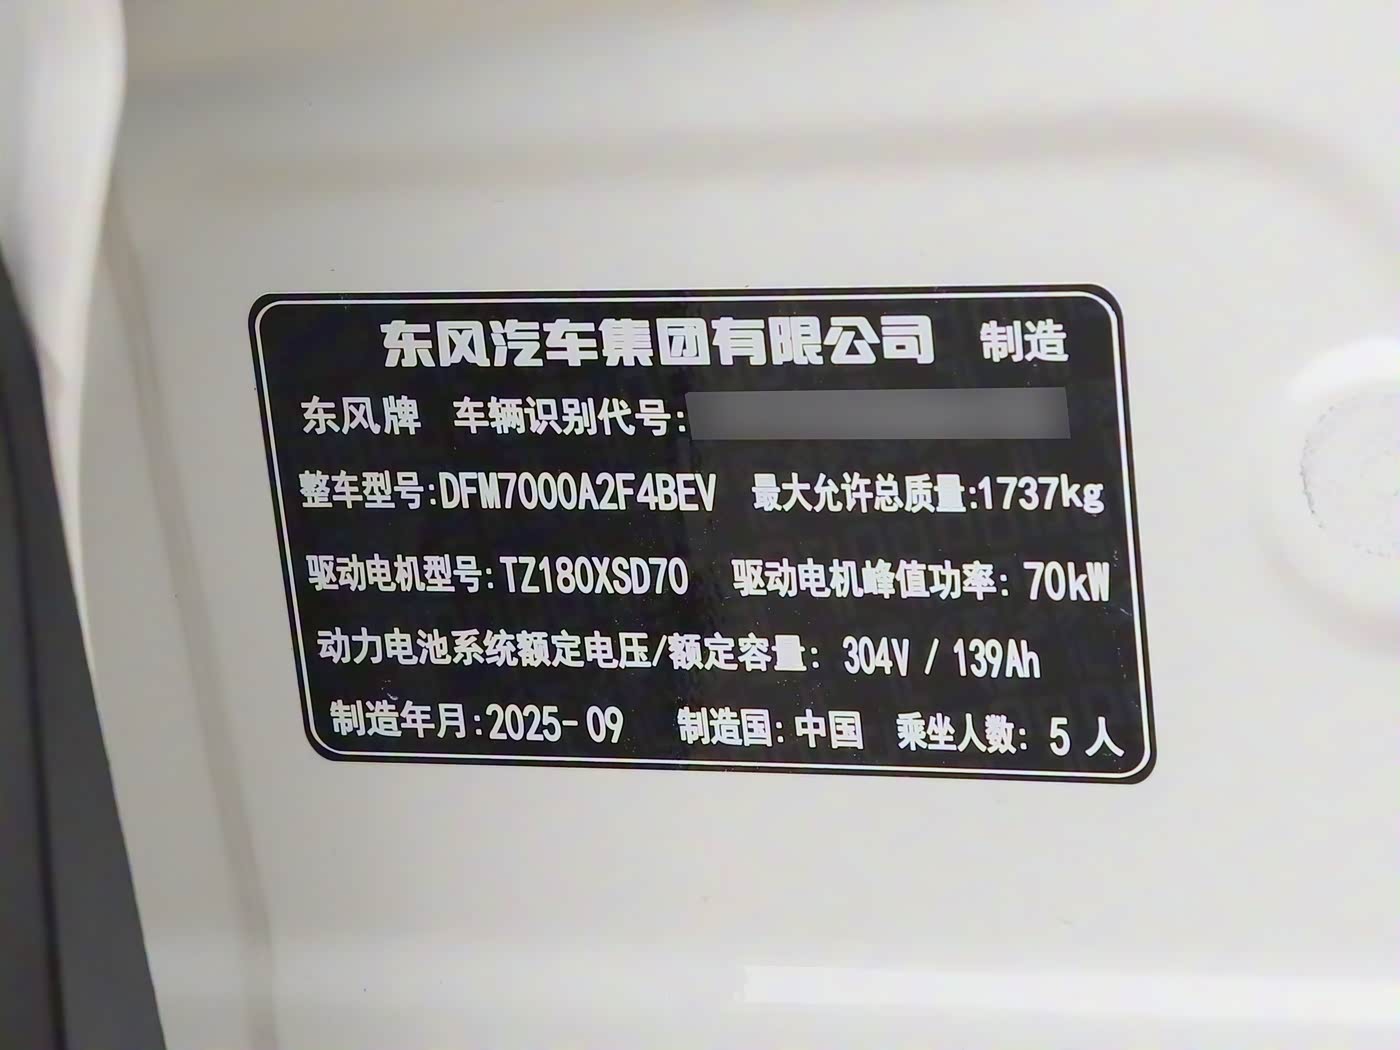 东风汽车集团有限公司 制造
东风牌 车辆识别代号:
整车型号:DFM7000A2F4BEV 最大允许总质量:1737kg
驱动电机型号:TZ180XSD70 驱动电机峰值功率: 70kW
动力电池系统额定电压/额定容量: 304V / 139Ah
制造年月:2025-09 制造国: 中国 乘坐人数: 5 人